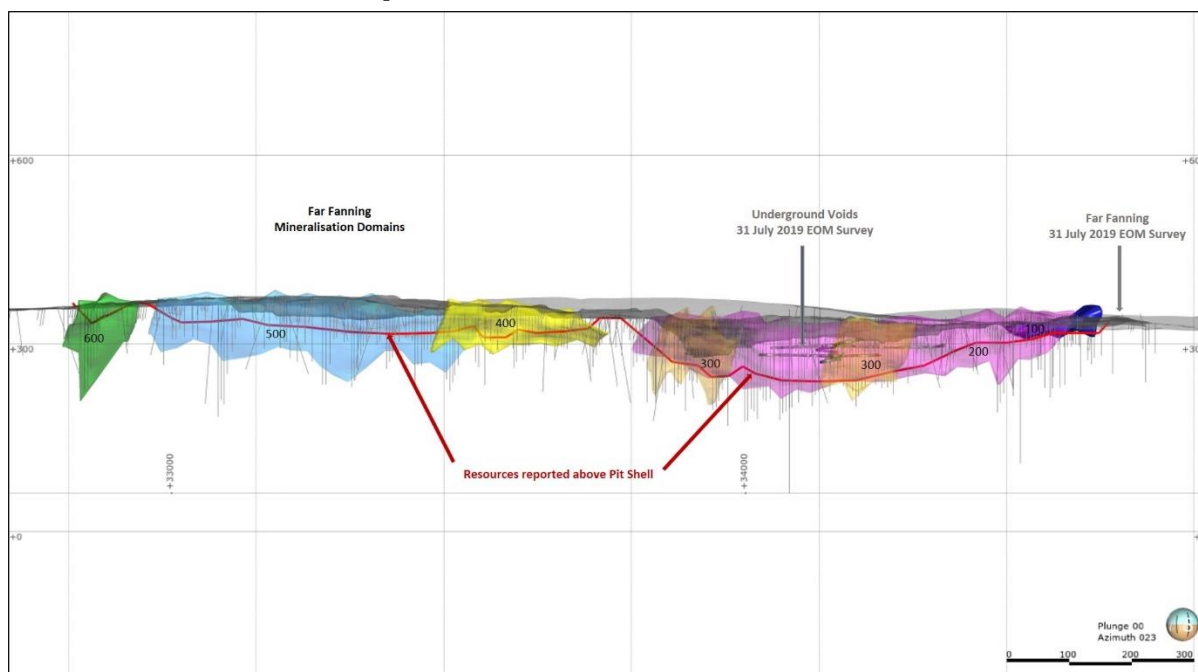 +600
+60
Far Fanning
Mineralisation Domains
Underground Voids
31 July 2019 EOM Survey
Far Fanning
31 July 2019 EOM Survey
600
500
400
300
300
200
100
+300
+30
Resources reported above Pit Shell
+33000
+34000
+0
+
Plunge 00
Azimuth 023
0 100 200 300